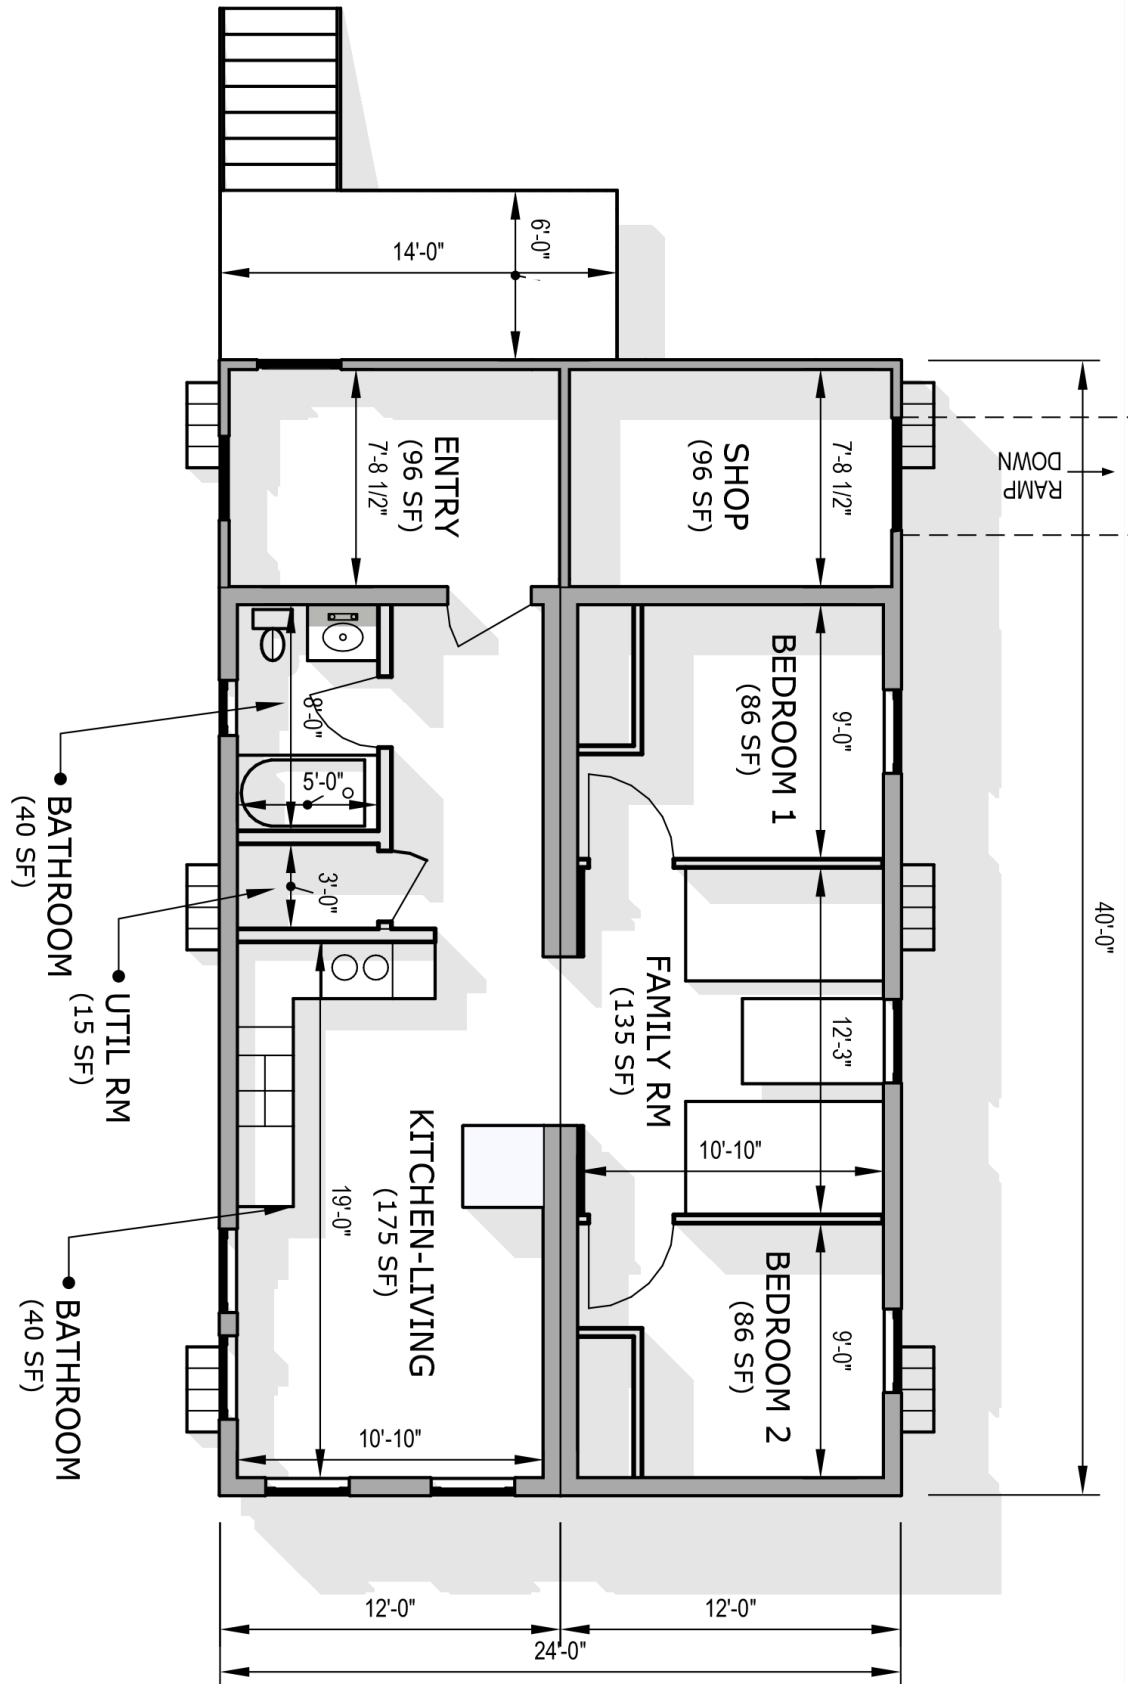 14'-0"
6'-0"
ENTRY
(96 SF)
7'-8 1/2"
SHOP
(96 SF)
7'-8 1/2"
RAMP
DOWN
BEDROOM 1
(86 SF)
9'-0"
8'-0"
5'-0"
3'-0"
BATHROOM
(40 SF)
UTIL RM
(15 SF)
FAMILY RM
(135 SF)
12'-3"
10'-10"
40'-0"
KITCHEN-LIVING
(175 SF)
19'-0"
10'-10"
BEDROOM 2
(86 SF)
9'-0"
BATHROOM
(40 SF)
12'-0"
12'-0"
24'-0"